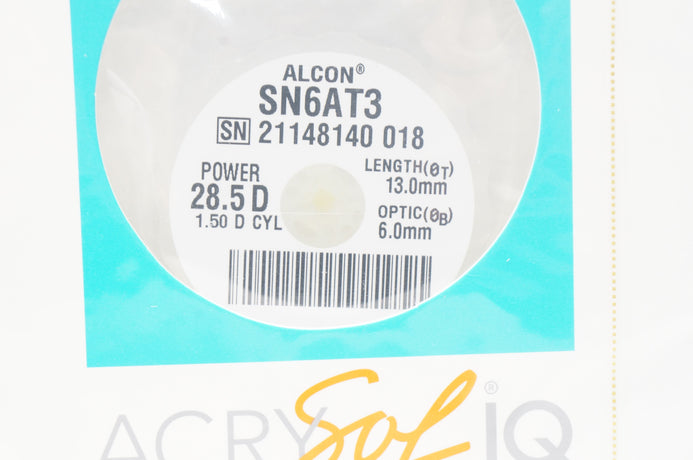 ALCON®
SN6AT3
SN 21148140 018
POWER
28.5 D
1.50 D CYL
LENGTH(ØT)
13.0mm
OPTIC(ØB)
6.0mm
ACRYSof® IQ